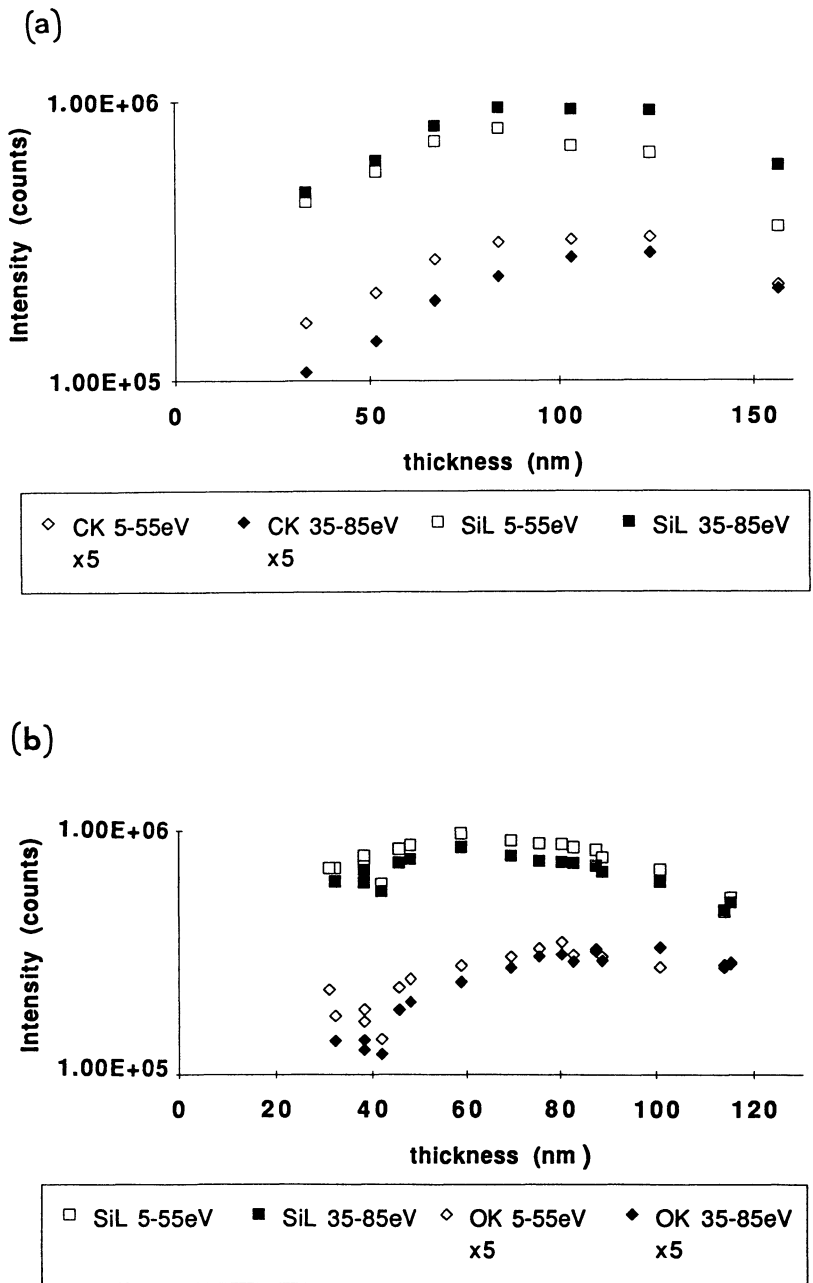 (a)
1.00E+06
Intensity (counts)
1.00E+05
0 50 100 150
thickness (nm)
CK 5-55eV x5 CK 35-85eV x5 SiL 5-55eV SiL 35-85eV
(b)
1.00E+06
Intensity (counts)
1.00E+05
0 20 40 60 80 100 120
thickness (nm)
SiL 5-55eV SiL 35-85eV OK 5-55eV x5 OK 35-85eV x5